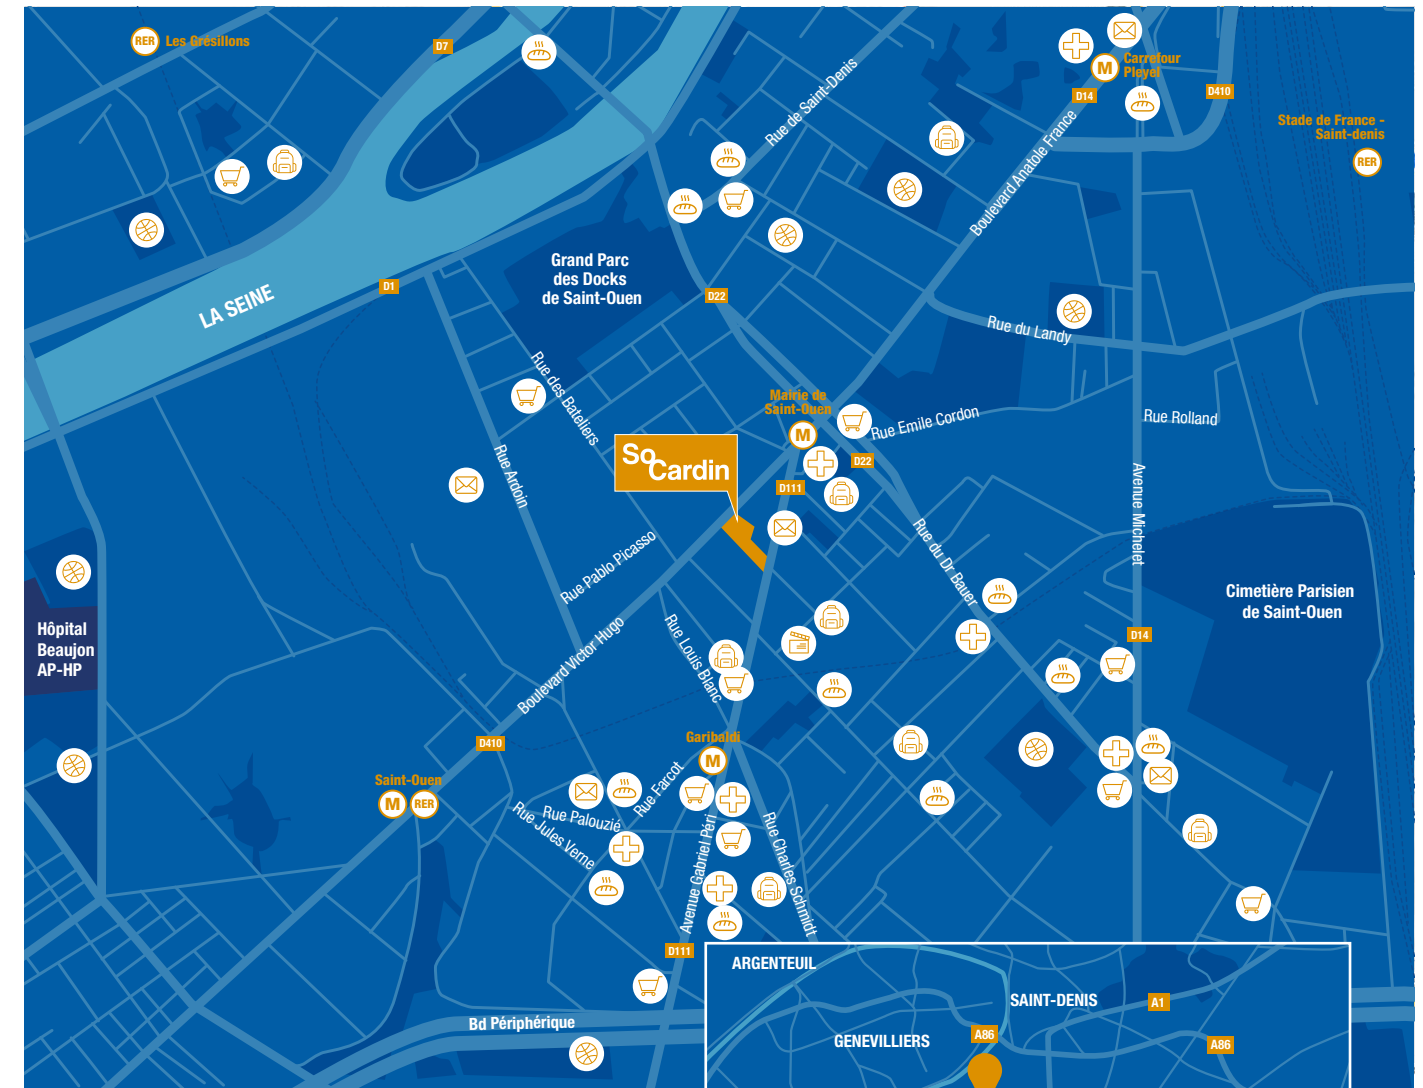 RER Les Grésillons
D7
M Carrefour
Pleyel
D14
D410
Stade de France -
Saint-denis
RER
Rue de Saint-Denis
Boulevard Anatole France
Grand Parc
des Docks
de Saint-Ouen
D1
LA SEINE
D22
Rue du Landy
Rue des Bateliers
Mairie de
Saint-Ouen
M
Rue Emile Cordon
Rue Rolland
D22
So
Cardin
D111
Rue Ardoin
Avenue Michelet
Rue Pablo Picasso
Rue du Dr Bauer
Cimetière Parisien
de Saint-Ouen
Hôpital
Beaujon
AP-HP
Boulevard Victor Hugo
Rue Louis Blanc
D14
D410
Garibaldi
M
Saint-Ouen
M RER
Rue Farcot
Rue Palouzié
Rue Jules Verne
Avenue Gabriel Péri
Rue Charles Schmidt
D111
Bd Périphérique
ARGENTEUIL
SAINT-DENIS
A1
GENEVILLIERS
A86
A86